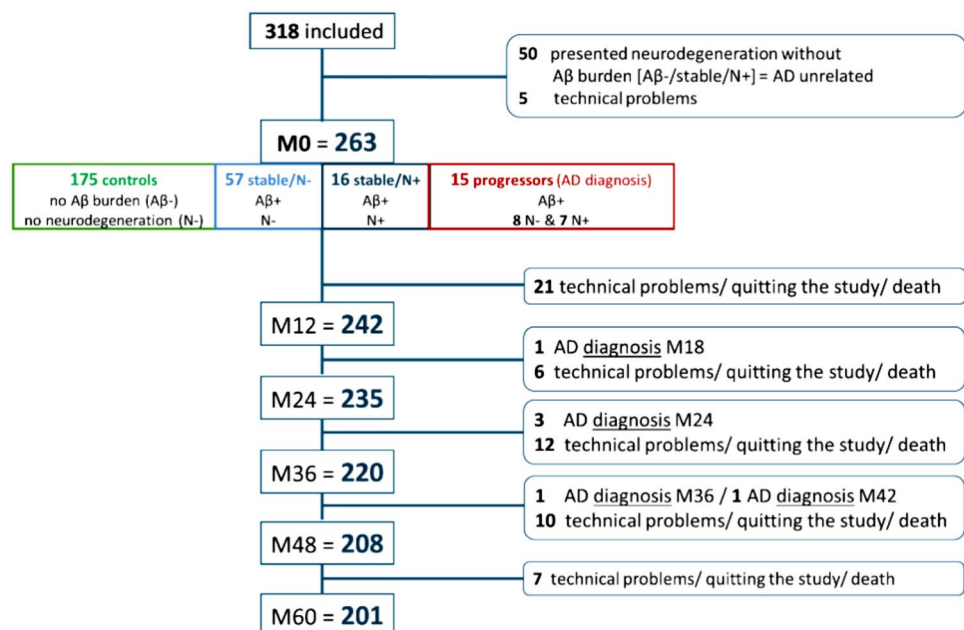 318 included
50 presented neurodegeneration without
Aβ burden [Aβ-/stable/N+] = AD unrelated
5 technical problems
M0 = 263
175 controls
no Aβ burden (Aβ-)
no neurodegeneration (N-)
57 stable/N-
Aβ+
N-
16 stable/N+
Aβ+
N+
15 progressors (AD diagnosis)
Aβ+
8 N- & 7 N+
21 technical problems/ quitting the study/ death
M12 = 242
1 AD diagnosis M18
6 technical problems/ quitting the study/ death
M24 = 235
3 AD diagnosis M24
12 technical problems/ quitting the study/ death
M36 = 220
1 AD diagnosis M36 / 1 AD diagnosis M42
10 technical problems/ quitting the study/ death
M48 = 208
7 technical problems/ quitting the study/ death
M60 = 201